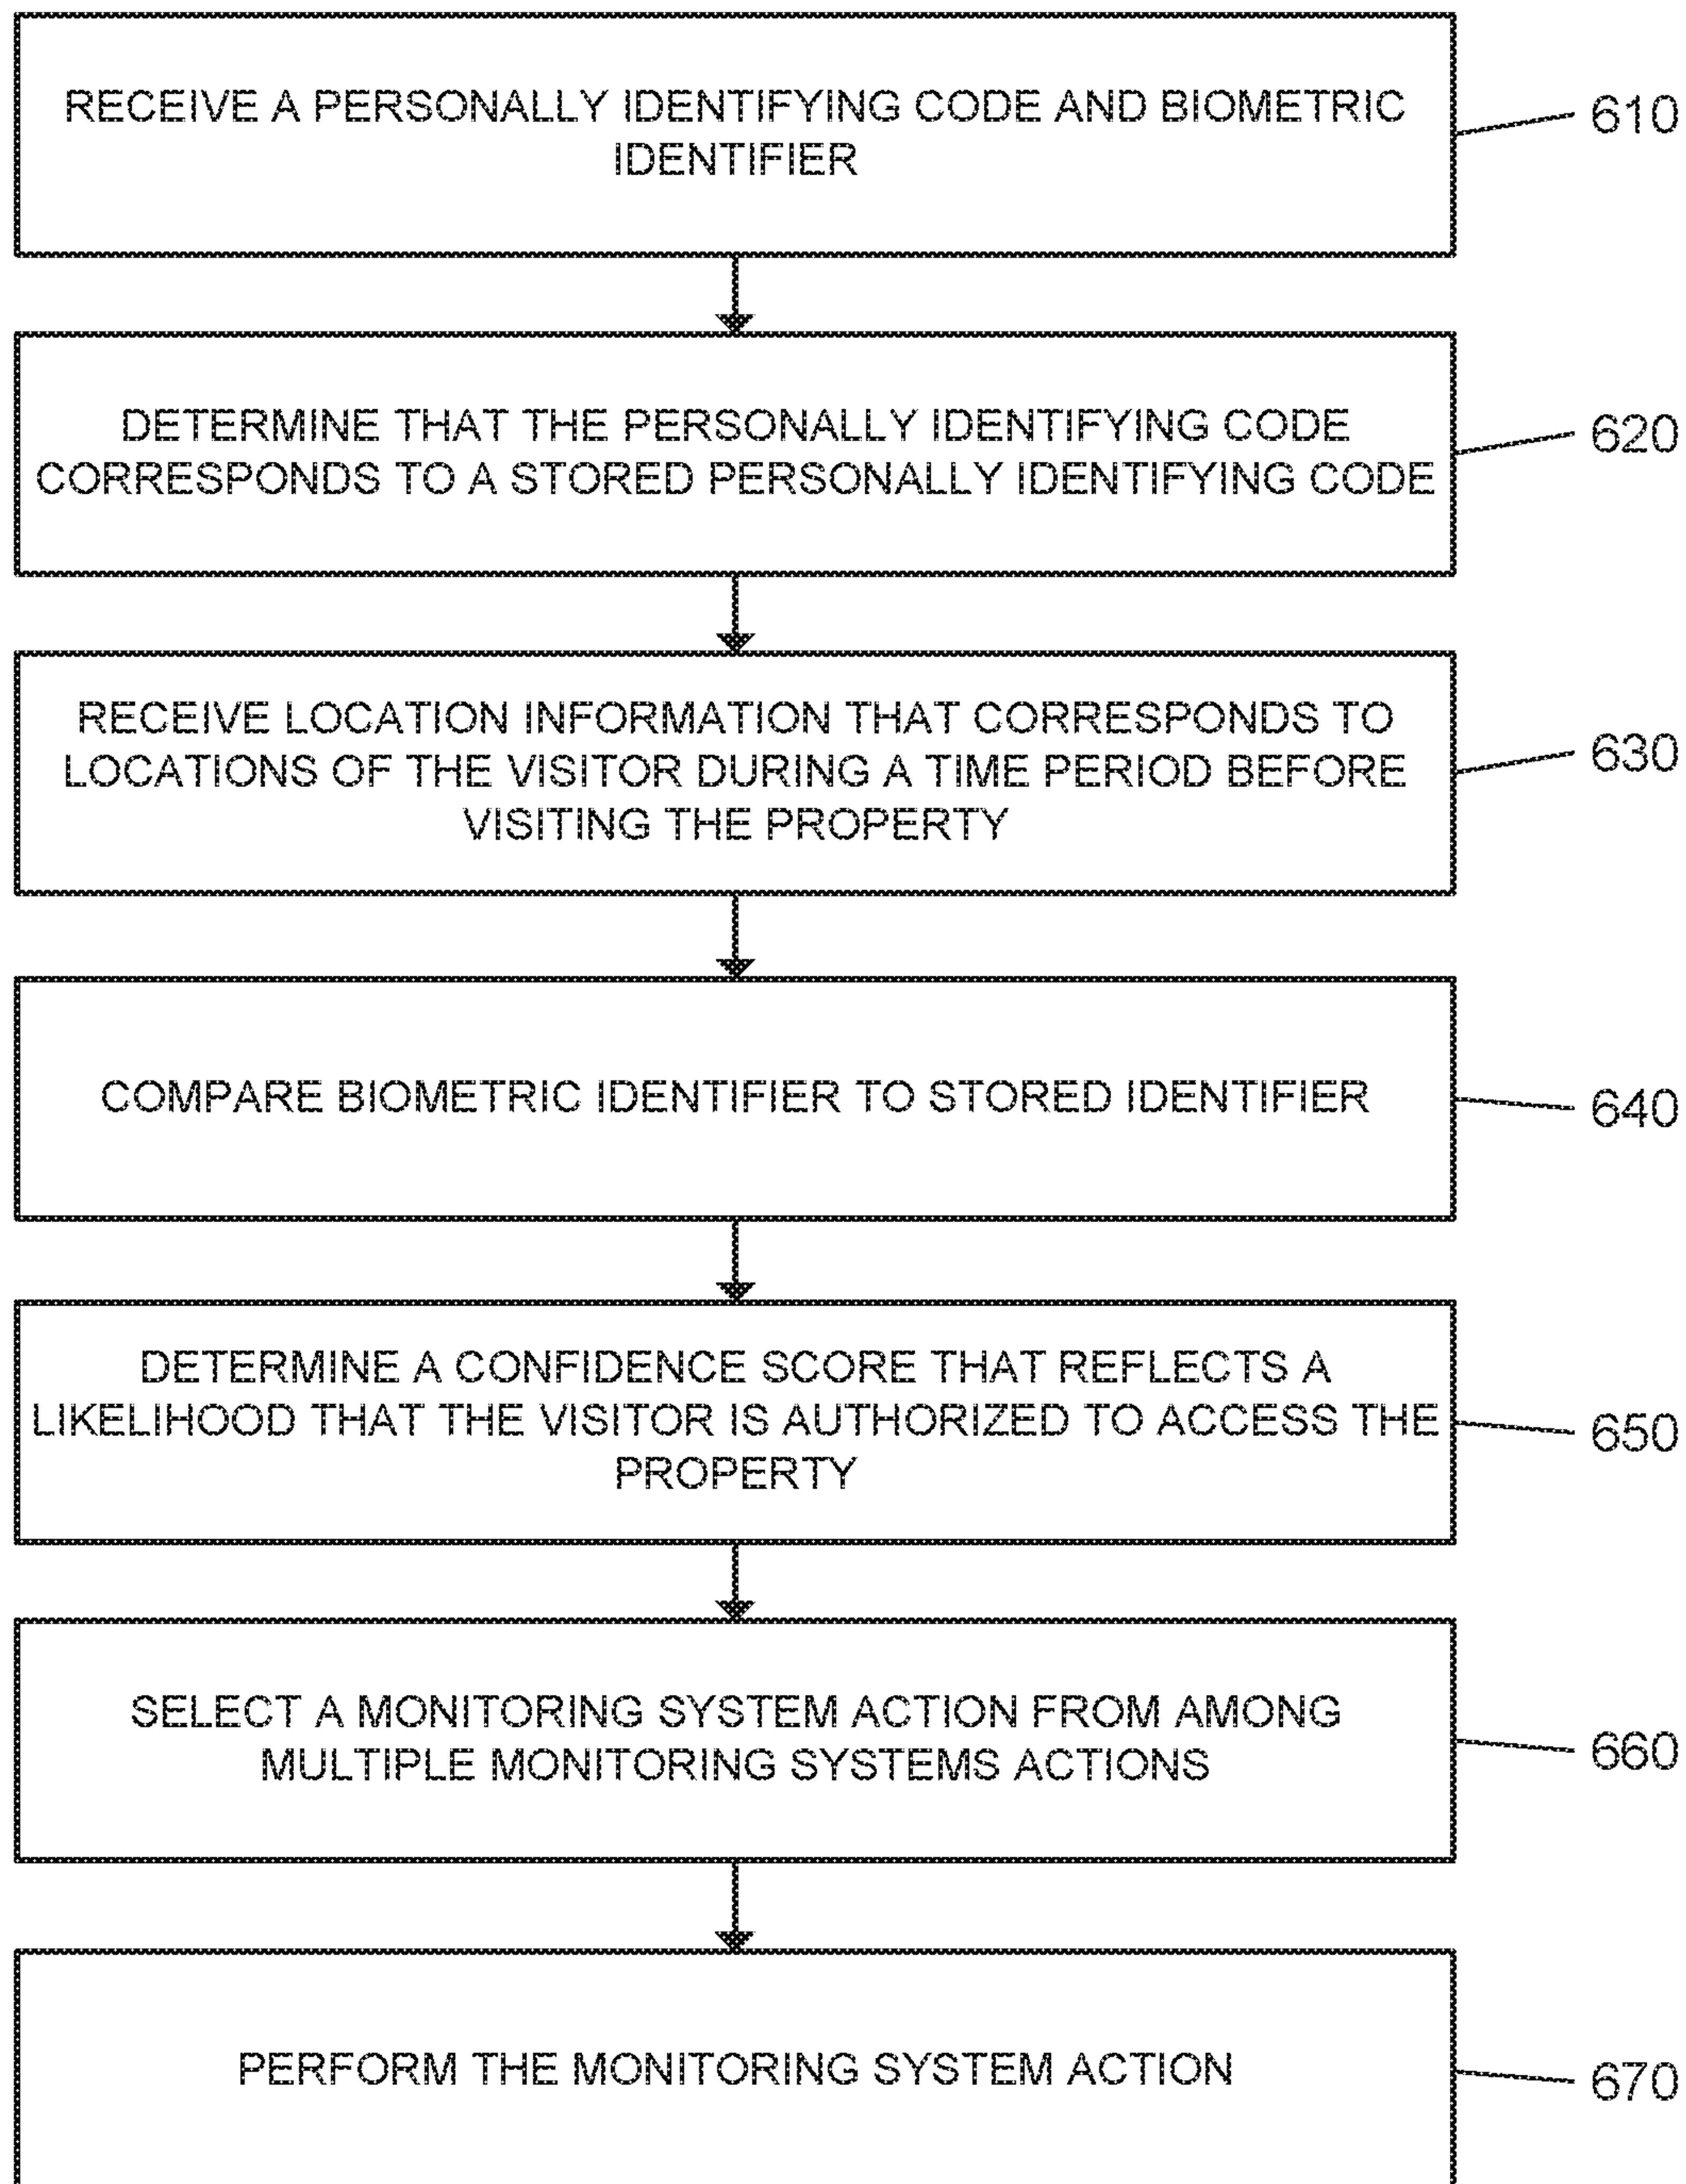 RECEIVE A PERSONALLY IDENTIFYING CODE AND BIOMETRIC
IDENTIFIER
610
DETERMINE THAT THE PERSONALLY IDENTIFYING CODE
CORRESPONDS TO A STORED PERSONALLY IDENTIFYING CODE
620
RECEIVE LOCATION INFORMATION THAT CORRESPONDS TO
LOCATIONS OF THE VISITOR DURING A TIME PERIOD BEFORE
VISITING THE PROPERTY
630
COMPARE BIOMETRIC IDENTIFIER TO STORED IDENTIFIER
640
DETERMINE A CONFIDENCE SCORE THAT REFLECTS A
LIKELIHOOD THAT THE VISITOR IS AUTHORIZED TO ACCESS THE
PROPERTY
650
SELECT A MONITORING SYSTEM ACTION FROM AMONG
MULTIPLE MONITORING SYSTEMS ACTIONS
660
PERFORM THE MONITORING SYSTEM ACTION
670